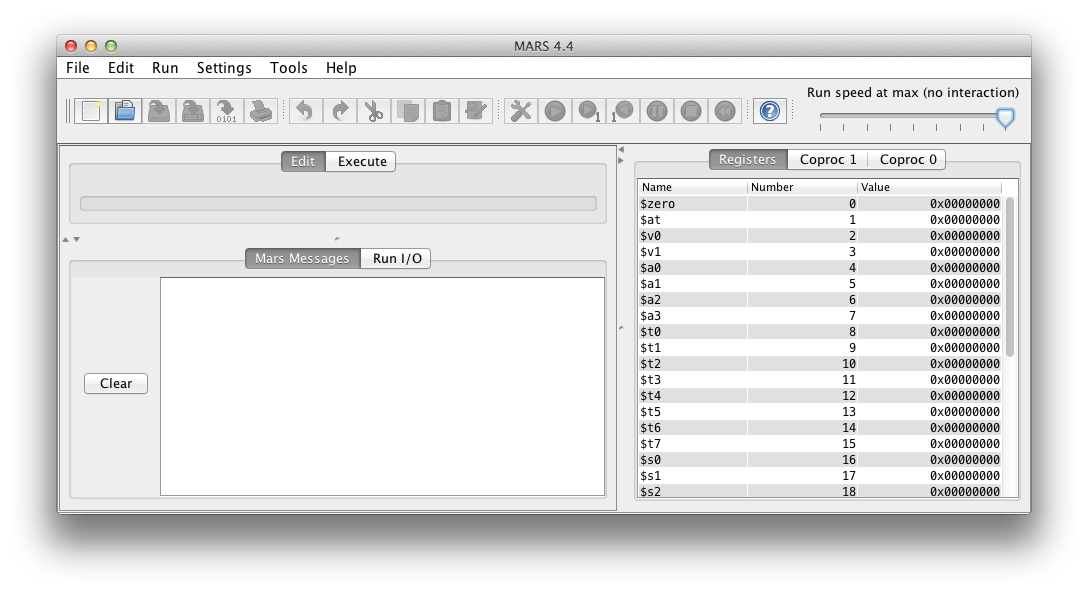 MARS 4.4
File Edit Run Settings Tools Help
Run speed at max (no interaction)
0101
1 1
?
Edit Execute
Mars Messages Run I/O
Clear
Registers Coproc 1 Coproc 0
Name Number Value
$zero 0 0x00000000
$at 1 0x00000000
$v0 2 0x00000000
$v1 3 0x00000000
$a0 4 0x00000000
$a1 5 0x00000000
$a2 6 0x00000000
$a3 7 0x00000000
$t0 8 0x00000000
$t1 9 0x00000000
$t2 10 0x00000000
$t3 11 0x00000000
$t4 12 0x00000000
$t5 13 0x00000000
$t6 14 0x00000000
$t7 15 0x00000000
$s0 16 0x00000000
$s1 17 0x00000000
$s2 18 0x00000000